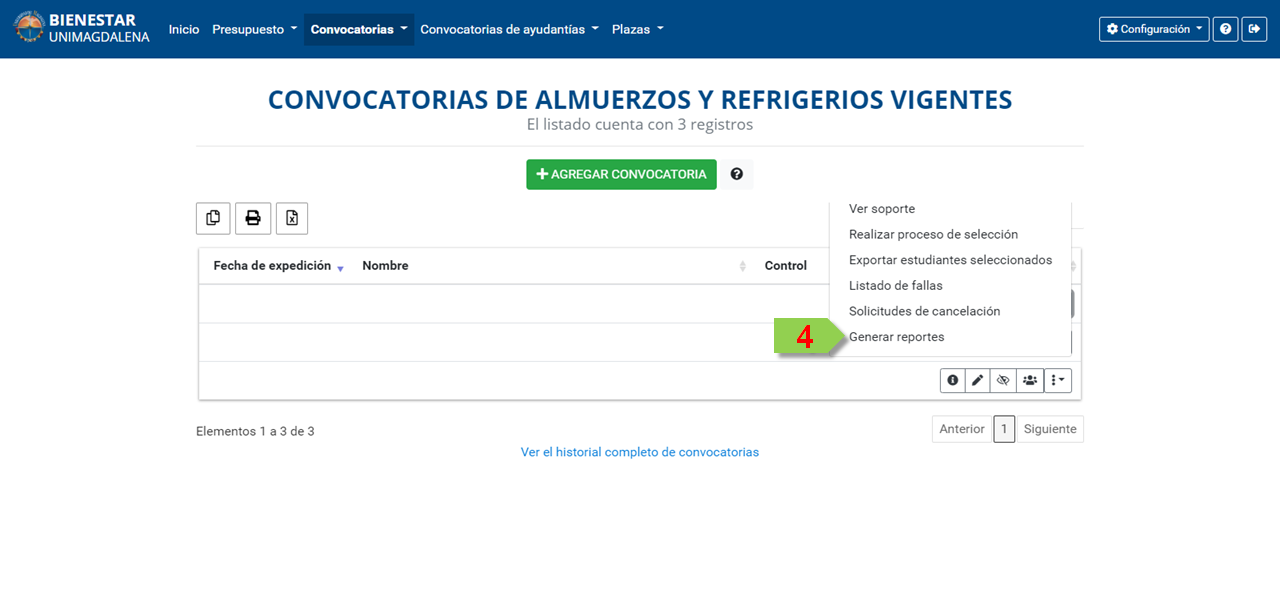 BIENESTAR
UNIMAGDALENA
Inicio Presupuesto Convocatorias Convocatorias de ayudantías Plazas Configuración
CONVOCATORIAS DE ALMUERZOS Y REFRIGERIOS VIGENTES
El listado cuenta con 3 registros
AGREGAR CONVOCATORIA
Ver soporte
Realizar proceso de selección
Exportar estudiantes seleccionados
Listado de fallas
Solicitudes de cancelación
4 Generar reportes
Fecha de expedición Nombre Control
Elementos 1 a 3 de 3
Anterior 1 Siguiente
Ver el historial completo de convocatorias